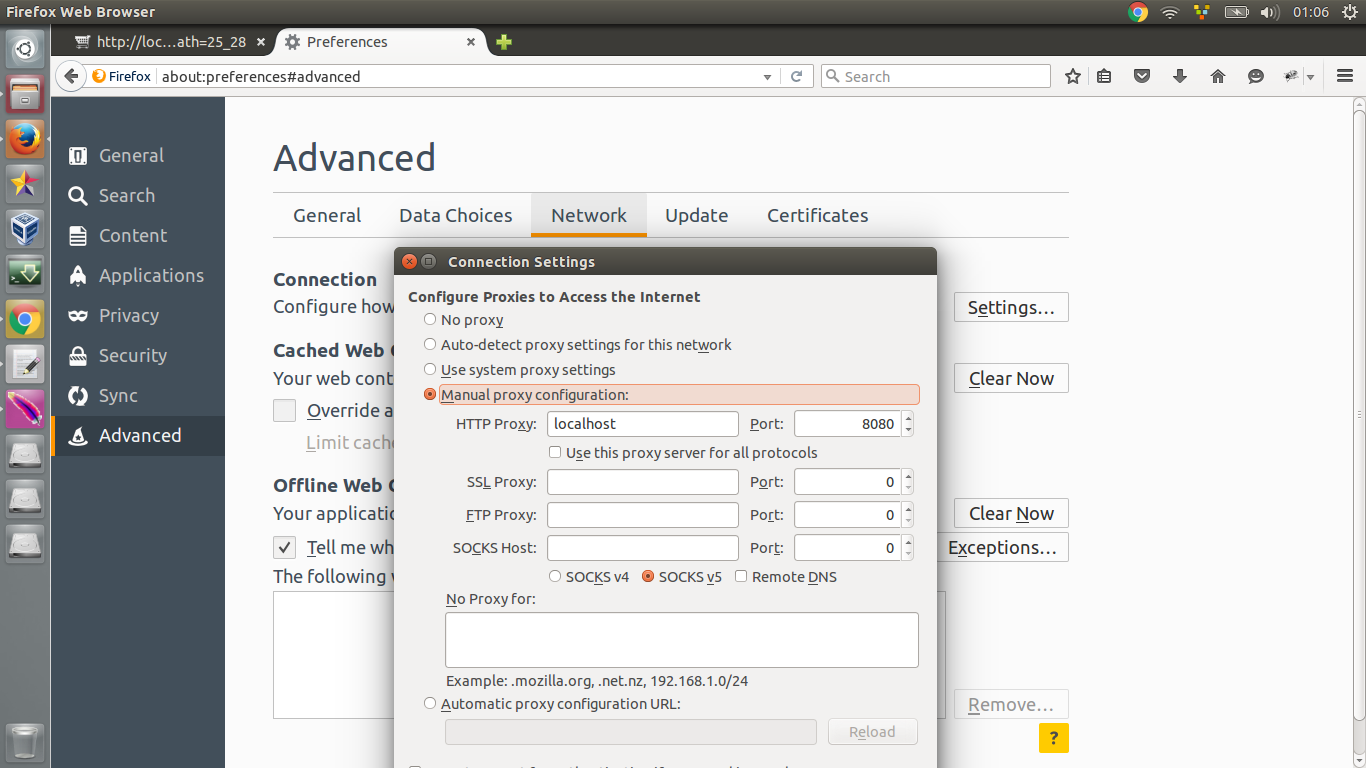 Firefox Web Browser
01:06
http://loc...ath=25_28
Preferences
Firefox
about:preferences#advanced
Search
General
Search
Content
Applications
Privacy
Security
Sync
Advanced
Advanced
General Data Choices Network Update Certificates
Connection
Configure how
Settings...
Cached Web
Your web cont
Clear Now
Override a
Limit cache
Offline Web
Your applicatio
Clear Now
Tell me wh
Exceptions...
The following
Remove...
?
Connection Settings
Configure Proxies to Access the Internet
No proxy
Auto-detect proxy settings for this network
Use system proxy settings
Manual proxy configuration:
HTTP Proxy: localhost Port: 8080
Use this proxy server for all protocols
SSL Proxy: Port: 0
FTP Proxy: Port: 0
SOCKS Host: Port: 0
SOCKS v4 SOCKS v5 Remote DNS
No Proxy for:
Example: .mozilla.org, .net.nz, 192.168.1.0/24
Automatic proxy configuration URL:
Reload